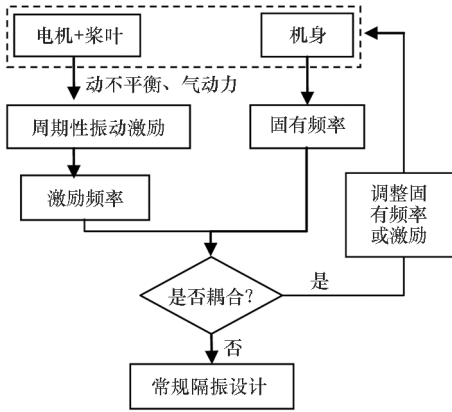 电机+桨叶
机身
动不平衡、气动力
周期性振动激励
固有频率
激励频率
调整固
有频率
或激励
是否耦合?
是
否
常规隔振设计